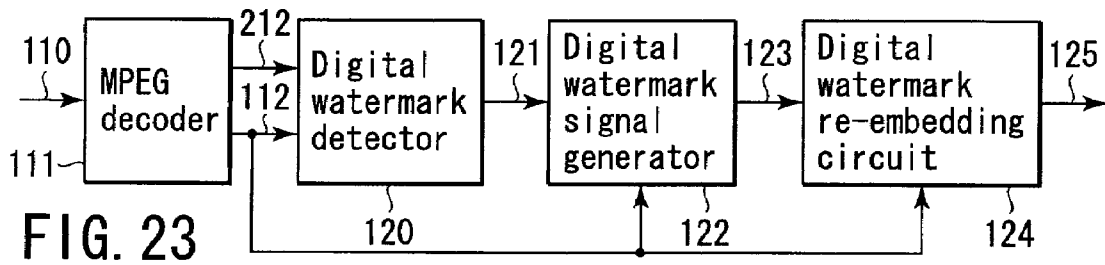 110
MPEG
decoder
111
212
112
Digital
watermark
detector
120
121
Digital
watermark
signal
generator
122
123
Digital
watermark
re-embedding
circuit
124
125
FIG. 23